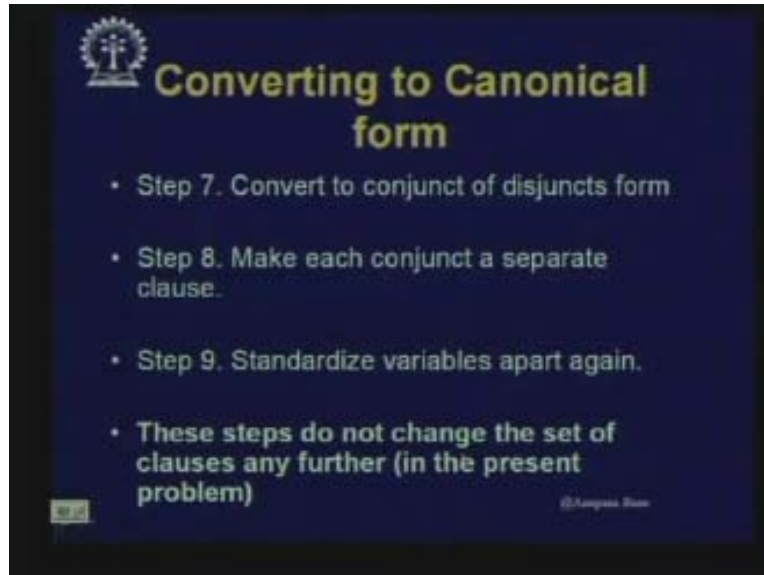 Converting to Canonical
form
• Step 7. Convert to conjunct of disjuncts form
• Step 8. Make each conjunct a separate
clause.
• Step 9. Standardize variables apart again.
• These steps do not change the set of
clauses any further (in the present
problem)